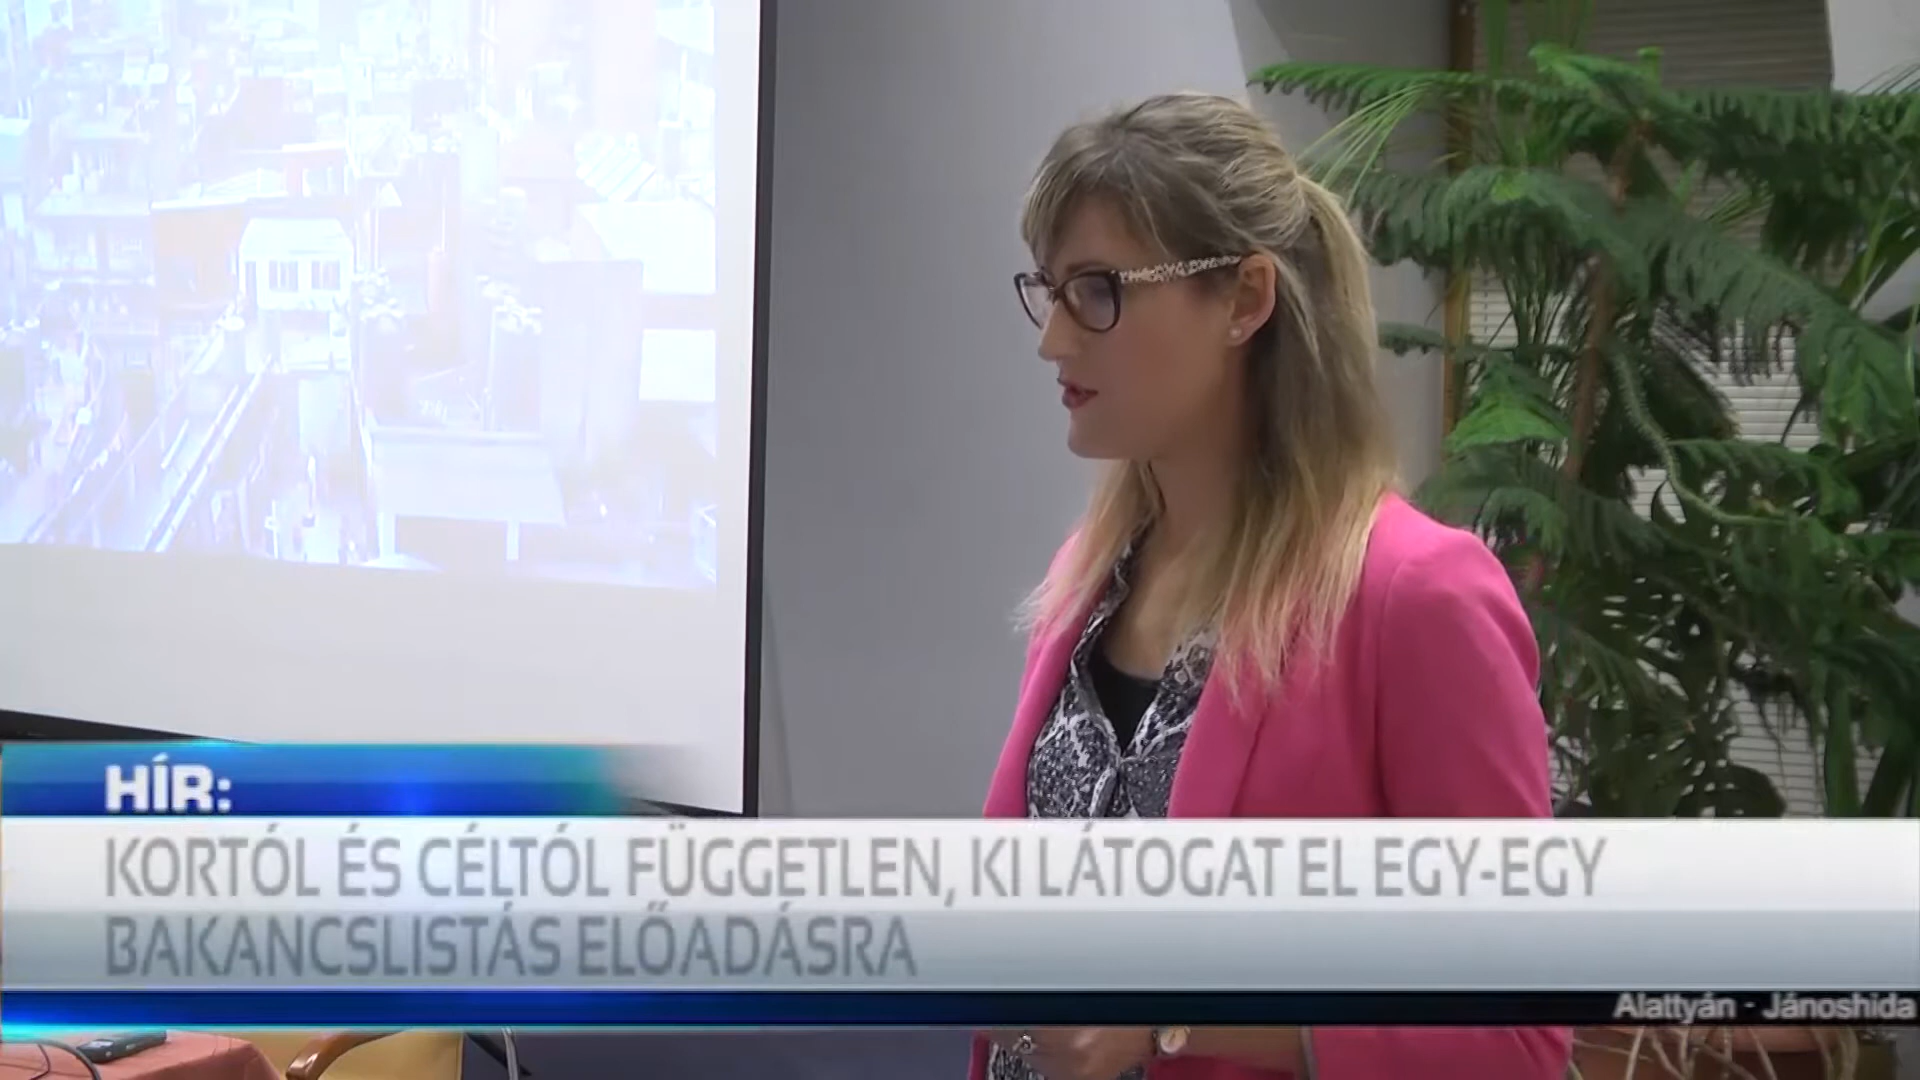 HÍR:
KORTÓL ÉS CÉLTÓL FÜGGETLEN, KI LÁTOGAT EL EGY-EGY
BAKANCSLISTÁS ELŐADÁSRA
Alattyán - Jánoshida